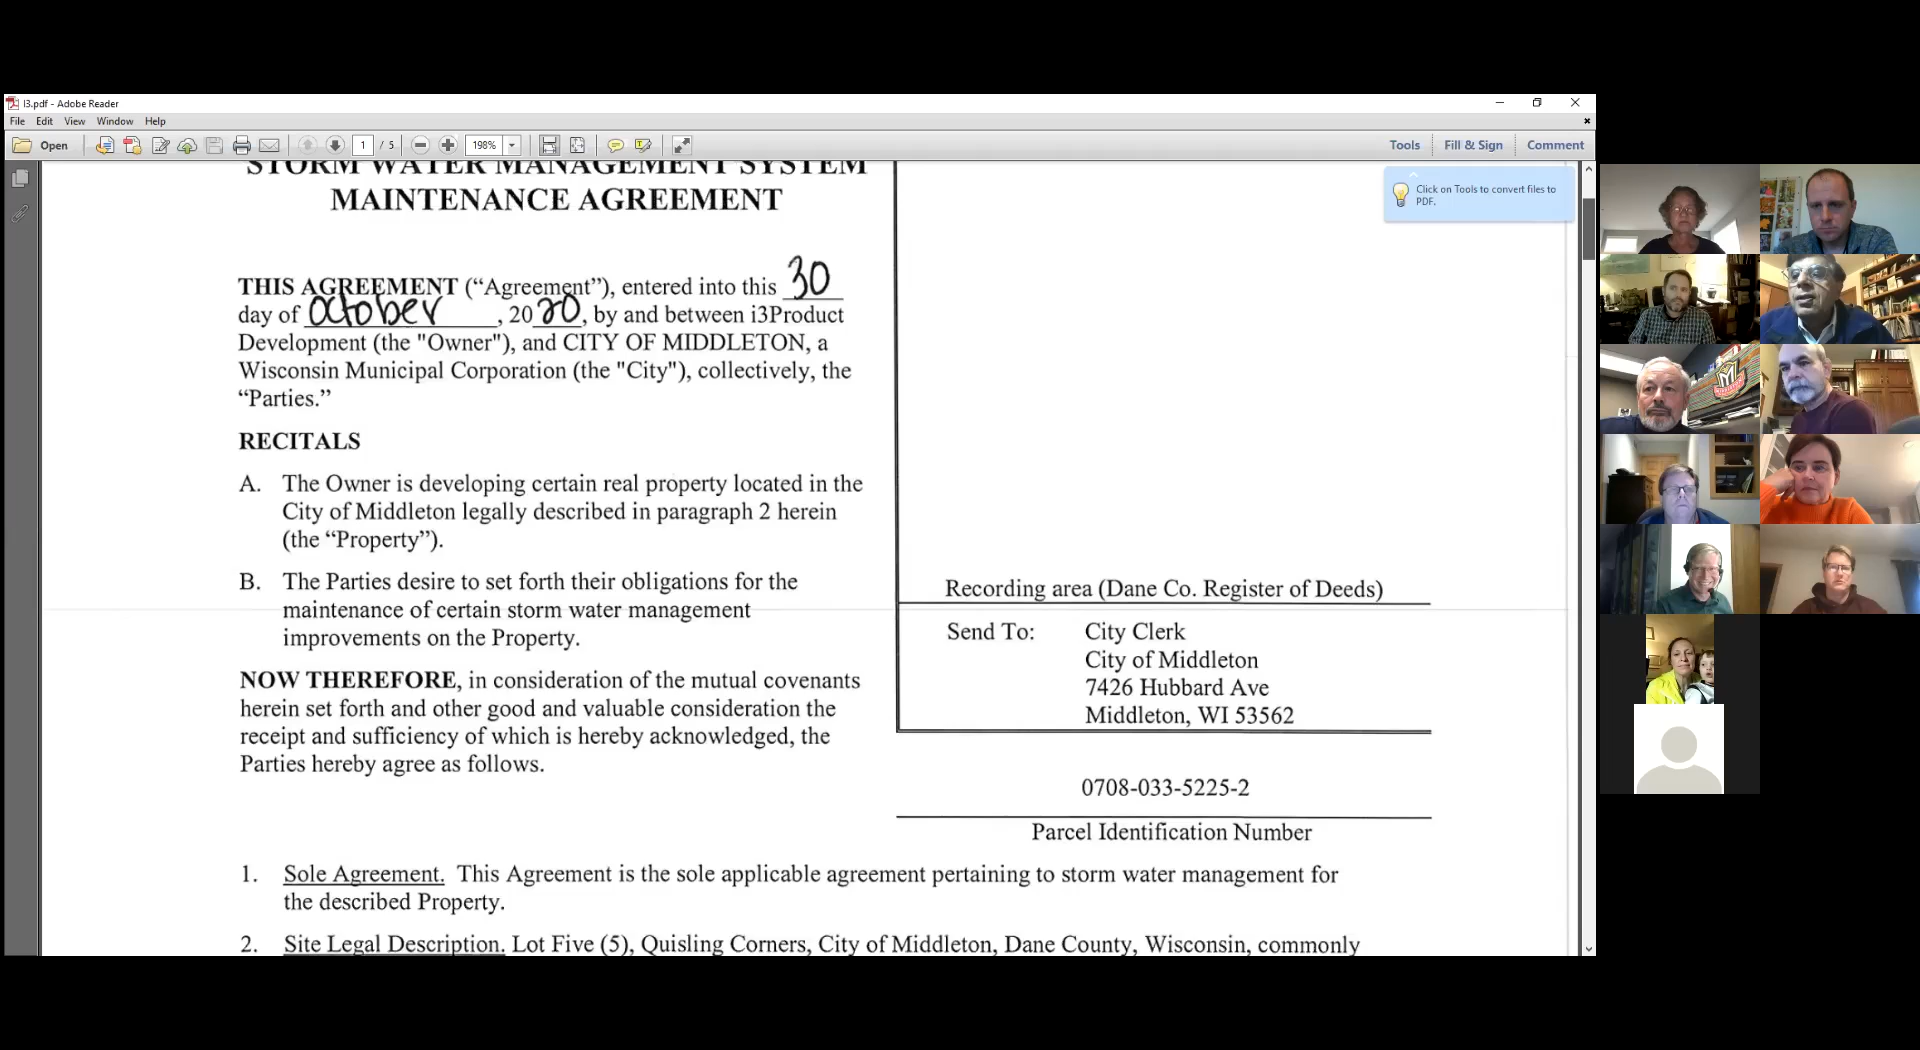 I3.pdf - Adobe Reader
File Edit View Window Help
Open 1 / 5 198% Tools Fill & Sign Comment
Click on Tools to convert files to
PDF.
STORM WATER MANAGEMENT SYSTEM
MAINTENANCE AGREEMENT
THIS AGREEMENT (“Agreement”), entered into this 30
day of october, 2020, by and between i3Product
Development (the "Owner"), and CITY OF MIDDLETON, a
Wisconsin Municipal Corporation (the "City"), collectively, the
“Parties.”
RECITALS
A. The Owner is developing certain real property located in the
City of Middleton legally described in paragraph 2 herein
(the “Property”).
B. The Parties desire to set forth their obligations for the
maintenance of certain storm water management
improvements on the Property.
NOW THEREFORE, in consideration of the mutual covenants
herein set forth and other good and valuable consideration the
receipt and sufficiency of which is hereby acknowledged, the
Parties hereby agree as follows.
Recording area (Dane Co. Register of Deeds)
Send To: City Clerk
City of Middleton
7426 Hubbard Ave
Middleton, WI 53562
0708-033-5225-2
Parcel Identification Number
1. Sole Agreement. This Agreement is the sole applicable agreement pertaining to storm water management for
the described Property.
2. Site Legal Description. Lot Five (5), Quisling Corners, City of Middleton, Dane County, Wisconsin, commonly